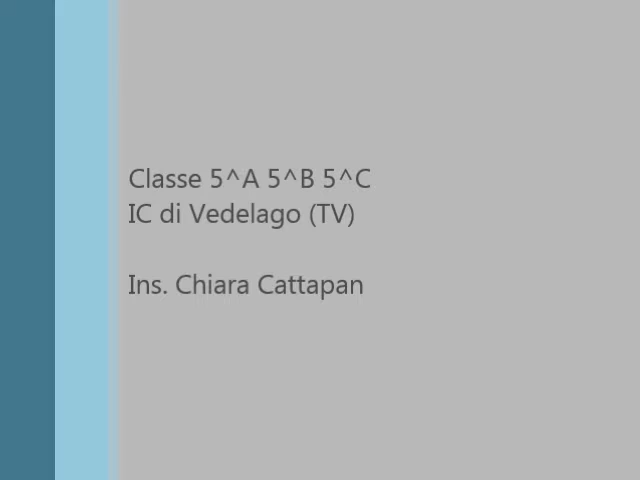 Classe 5^A 5^B 5^C
IC di Vedelago (TV)
Ins. Chiara Cattapan